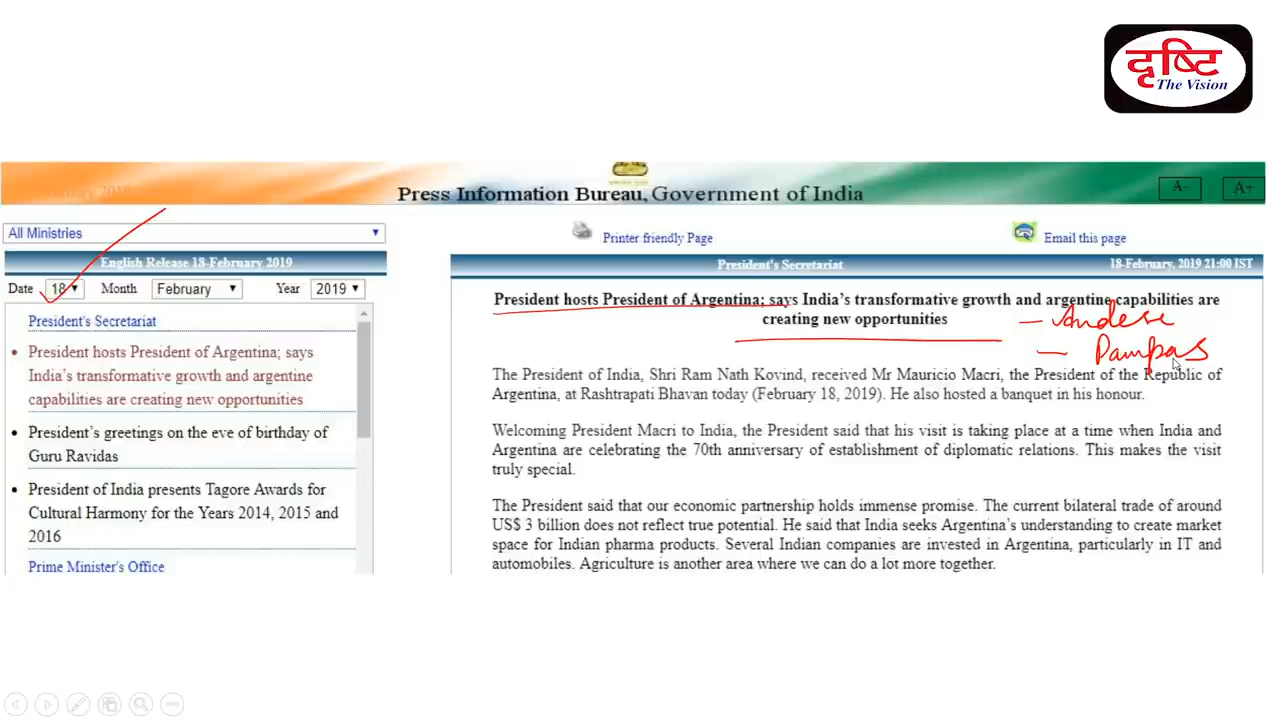 दृष्टि
The Vision
Press Information Bureau, Government of India
A-
A+
All Ministries
Printer friendly Page
Email this page
English Release 18-February 2019
Date 18 Month February Year 2019
President's Secretariat
President hosts President of Argentina; says
India's transformative growth and argentine
capabilities are creating new opportunities
President's greetings on the eve of birthday of
Guru Ravidas
President of India presents Tagore Awards for
Cultural Harmony for the Years 2014, 2015 and
2016
Prime Minister's Office
President's Secretariat
18-February, 2019 21:00 IST
President hosts President of Argentina; says India's transformative growth and argentine capabilities are
creating new opportunities
- Andese
- Pampas
The President of India, Shri Ram Nath Kovind, received Mr Mauricio Macri, the President of the Republic of
Argentina, at Rashtrapati Bhavan today (February 18, 2019). He also hosted a banquet in his honour.
Welcoming President Macri to India, the President said that his visit is taking place at a time when India and
Argentina are celebrating the 70th anniversary of establishment of diplomatic relations. This makes the visit
truly special.
The President said that our economic partnership holds immense promise. The current bilateral trade of around
US$ 3 billion does not reflect true potential. He said that India seeks Argentina's understanding to create market
space for Indian pharma products. Several Indian companies are invested in Argentina, particularly in IT and
automobiles. Agriculture is another area where we can do a lot more together.